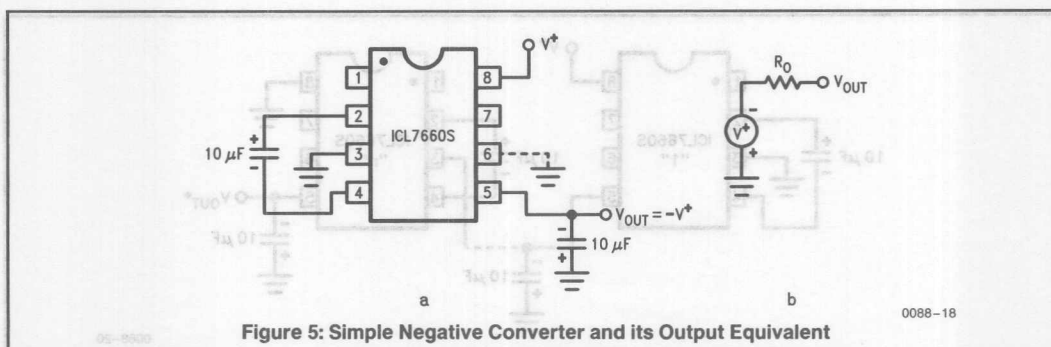 1
2
3
4
8
7
6
5
ICL7660S
V+
+
10 µF
-
VOUT = -V+
-
10 µF
+
a
RO
VOUT
-
V+
+
b
0088-18
Figure 5: Simple Negative Converter and its Output Equivalent